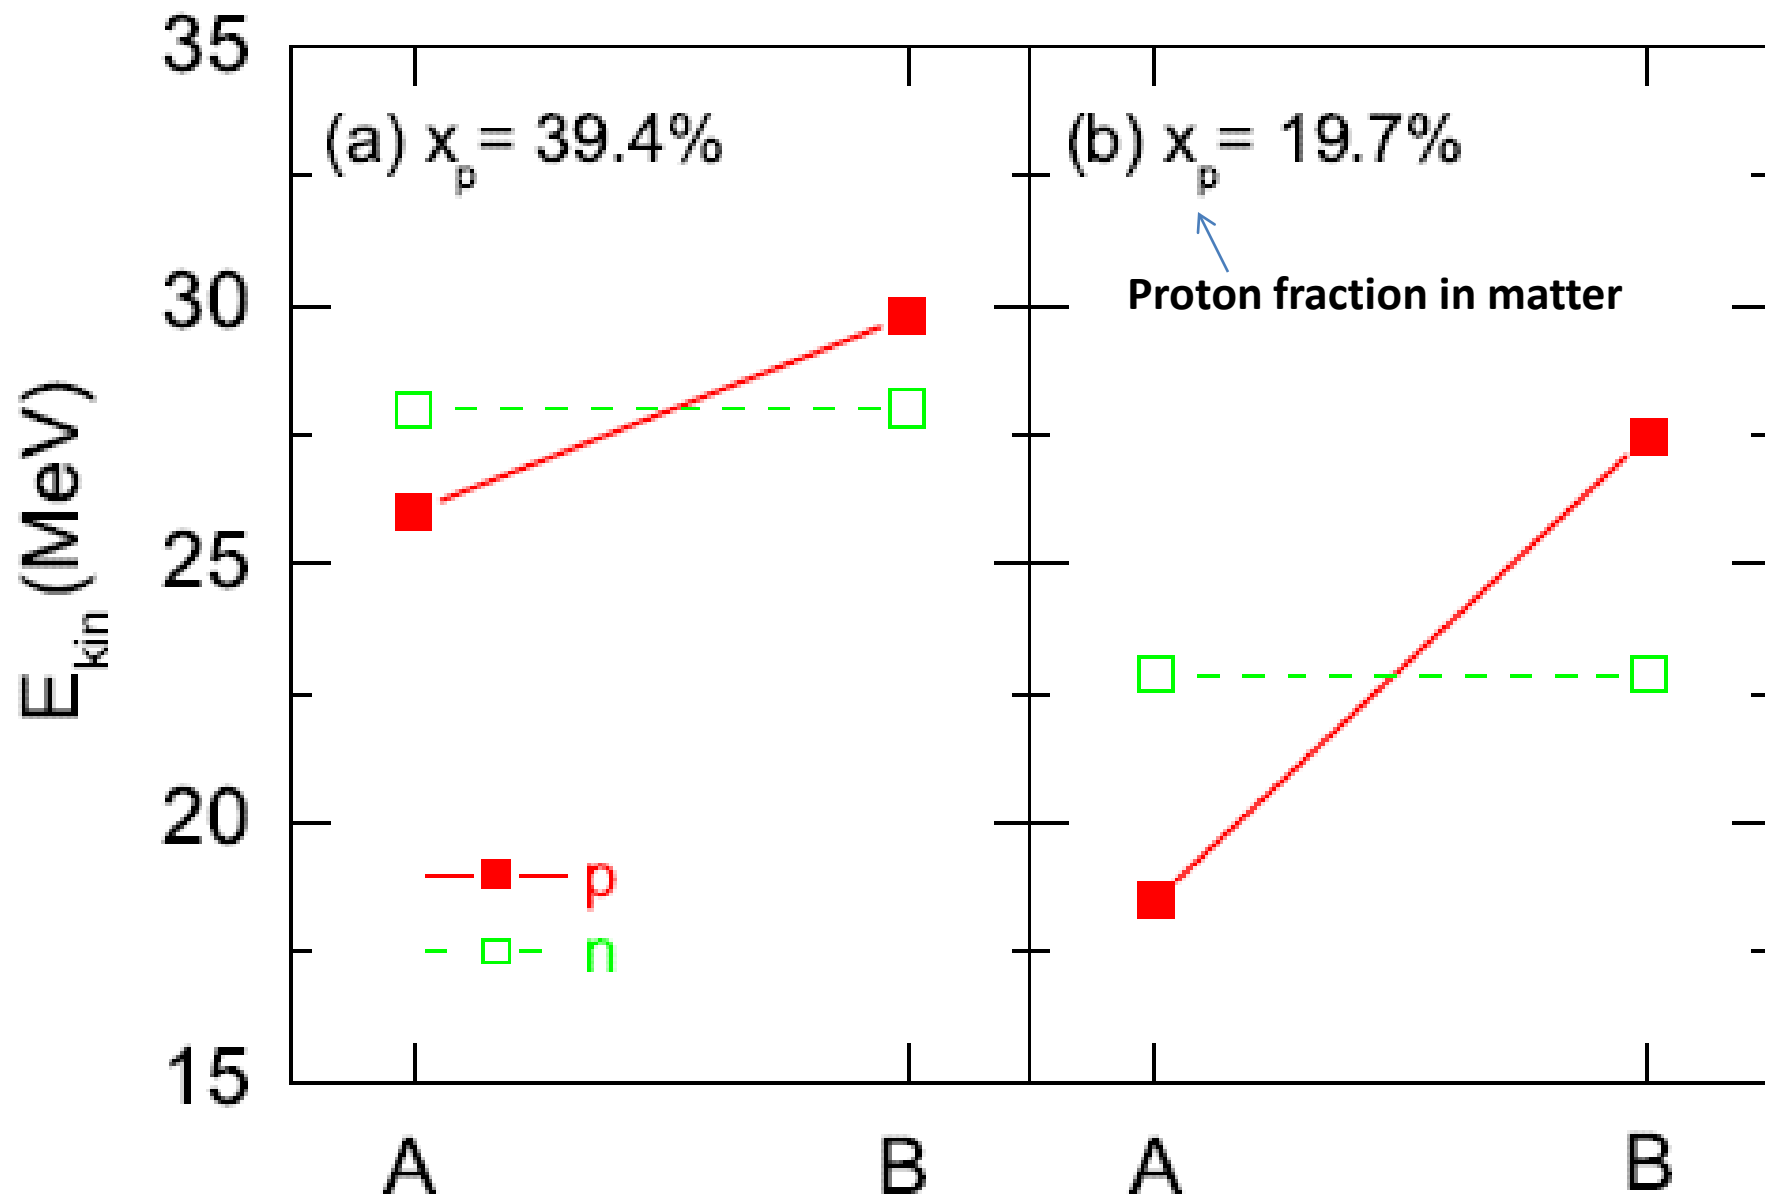 35
30
25
20
15
E_kin (MeV)
(a) x_p = 39.4%
p
n
A
B
(b) x_p = 19.7%
Proton fraction in matter
A
B